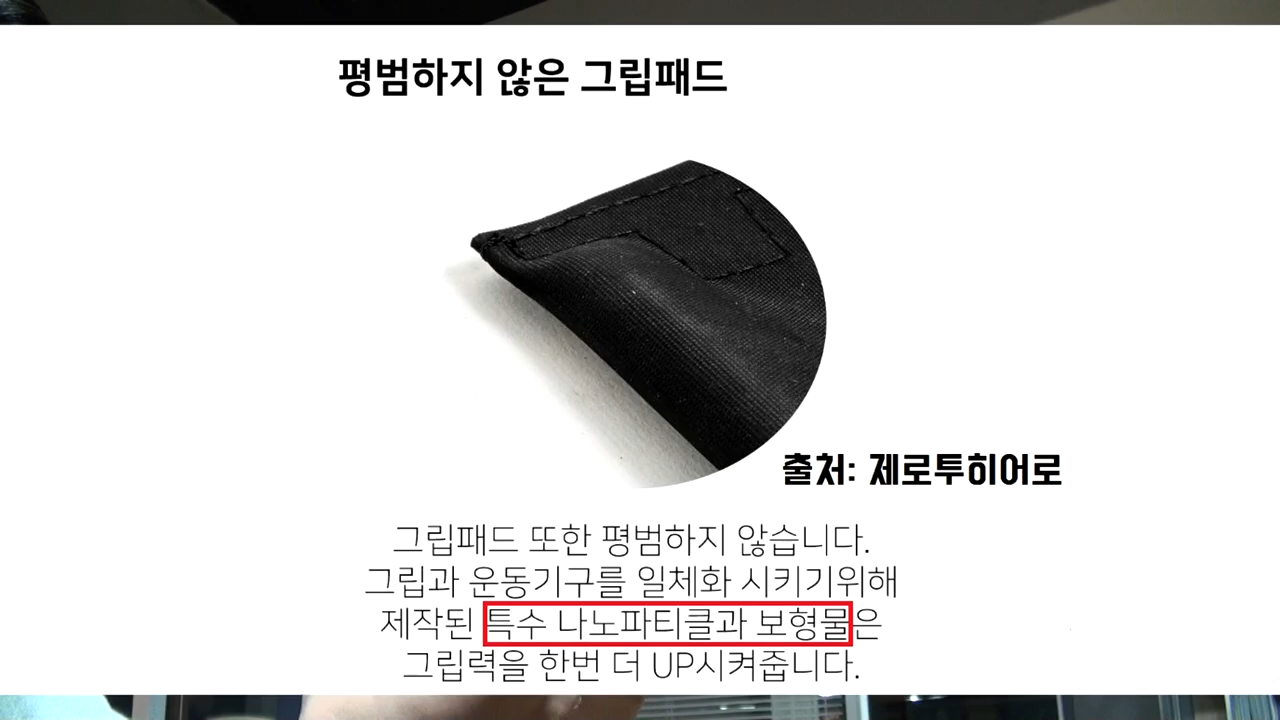 평범하지 않은 그립패드
출처: 제로투히어로
그립패드 또한 평범하지 않습니다.
그립과 운동기구를 일체화 시키기위해
제작된 특수 나노파티클과 보형물은
그립력을 한번 더 UP시켜줍니다.